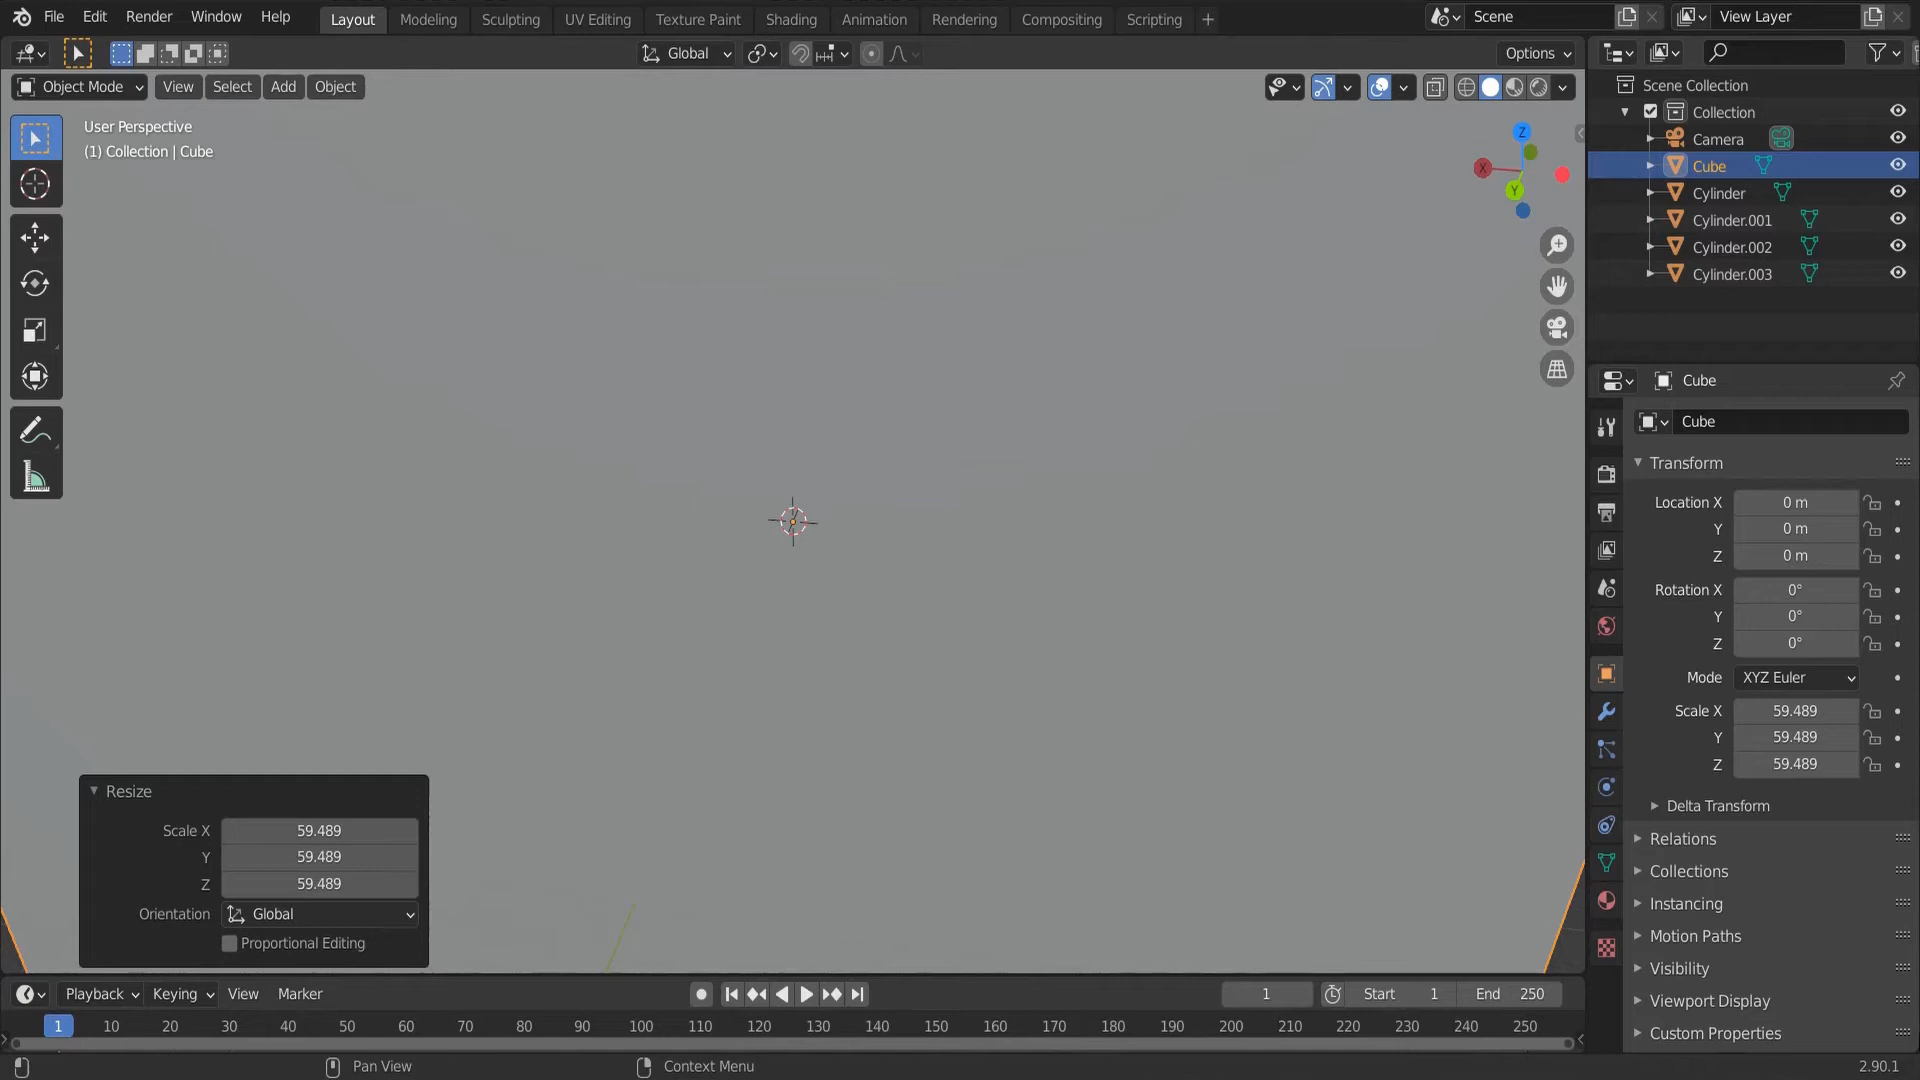 File Edit Render Window Help Layout Modeling Sculpting UV Editing Texture Paint Shading Animation Rendering Compositing Scripting + Scene View Layer
Global Options
Object Mode View Select Add Object
User Perspective
(1) Collection | Cube
Z
X
Y
Scene Collection
Collection
Camera
Cube
Cylinder
Cylinder.001
Cylinder.002
Cylinder.003
Cube
Cube
Transform
Location X 0 m
Y 0 m
Z 0 m
Rotation X 0°
Y 0°
Z 0°
Mode XYZ Euler
Scale X 59.489
Y 59.489
Z 59.489
Delta Transform
Relations
Collections
Instancing
Motion Paths
Visibility
Viewport Display
Custom Properties
Resize
Scale X 59.489
Y 59.489
Z 59.489
Orientation Global
Proportional Editing
Playback Keying View Marker 1 Start 1 End 250
1 10 20 30 40 50 60 70 80 90 100 110 120 130 140 150 160 170 180 190 200 210 220 230 240 250
Pan View Context Menu 2.90.1